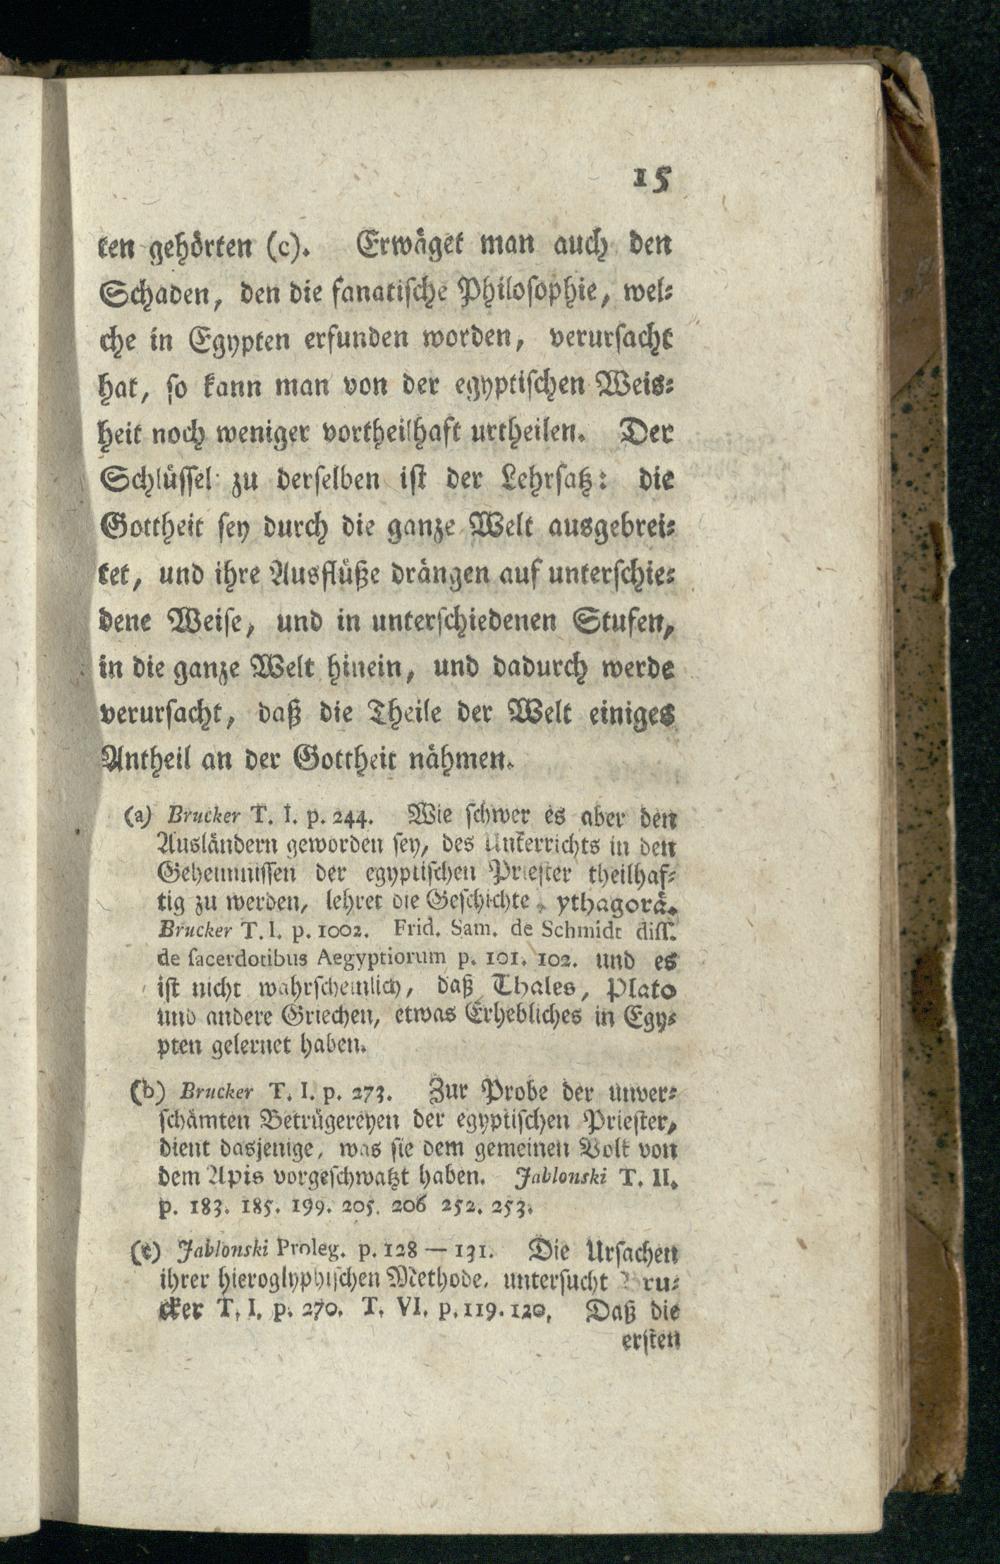 15
ten gehörten (c). Erwäget man auch den
Schaden, den die fanatische Philosophie, wel-
che in Egypten erfunden worden, verursacht
hat, so kann man von der egyptischen Weis-
heit noch weniger vortheilhaft urtheilen. Der
Schlüssel zu derselben ist der Lehrsatz: die
Gottheit sey durch die ganze Welt ausgebrei-
tet, und ihre Ausflüße drängen auf unterschie-
dene Weise, und in unterschiedenen Stufen,
in die ganze Welt hinein, und dadurch werde
verursacht, daß die Theile der Welt einiges
Antheil an der Gottheit nähmen.
(a) Brucker T. I. p. 244. Wie schwer es aber den
Ausländern geworden sey, des Unterrichts in den
Geheimnissen der egyptischen Priester theilhaf-
tig zu werden, lehret die Geschichte ythagorä.
Brucker T. I. p. 1002. Frid. Sam. de Schmidt diss.
de sacerdotibus Aegyptiorum p. 101. 102. und es
ist nicht wahrscheinlich, daß Thales, Plato
und andere Griechen, etwas Erhebliches in Egy-
pten gelernet haben.
(b) Brucker T. I. p. 273. Zur Probe der unver-
schämten Betrügereyen der egyptischen Priester,
dient dasjenige, was sie dem gemeinen Volk von
dem Apis vorgeschwatzt haben. Jablonski T. II.
p. 183. 185. 199. 205. 206 252. 253.
(c) Jablonski Proleg. p. 128 — 131. Die Ursachen
ihrer hieroglyphischen Methode, untersucht Bru-
cker T. I. p. 270. T. VI. p. 119. 120. Daß die
ersten